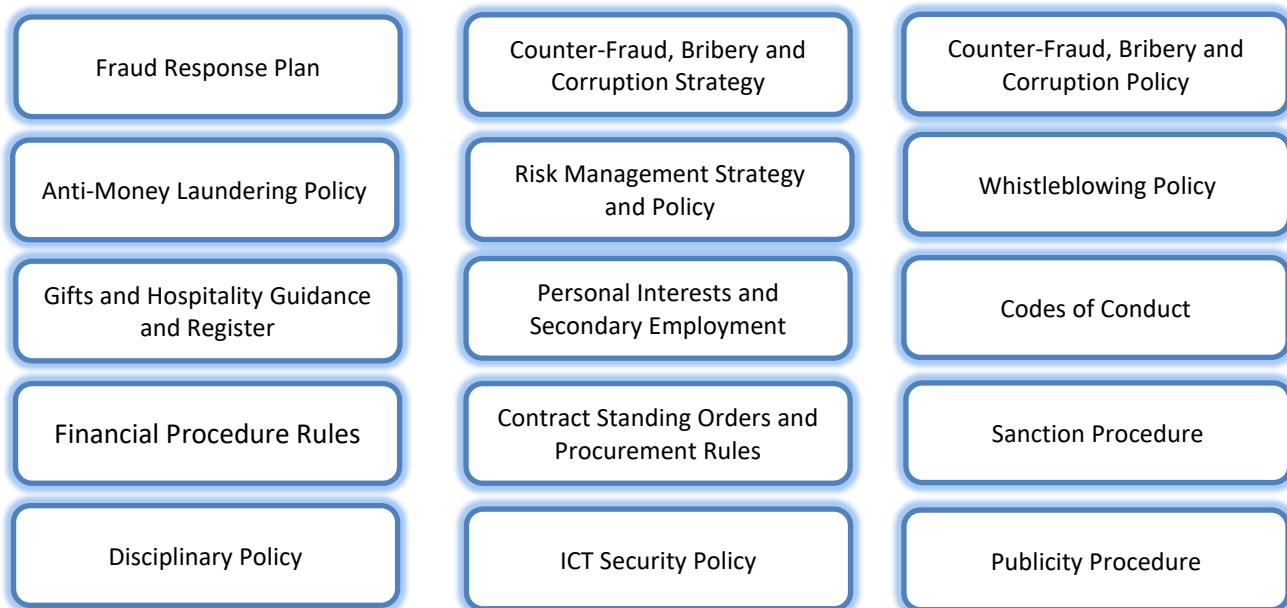 Fraud Response Plan
Counter-Fraud, Bribery and
Corruption Strategy
Counter-Fraud, Bribery and
Corruption Policy
Anti-Money Laundering Policy
Risk Management Strategy
and Policy
Whistleblowing Policy
Gifts and Hospitality Guidance
and Register
Personal Interests and
Secondary Employment
Codes of Conduct
Financial Procedure Rules
Contract Standing Orders and
Procurement Rules
Sanction Procedure
Disciplinary Policy
ICT Security Policy
Publicity Procedure